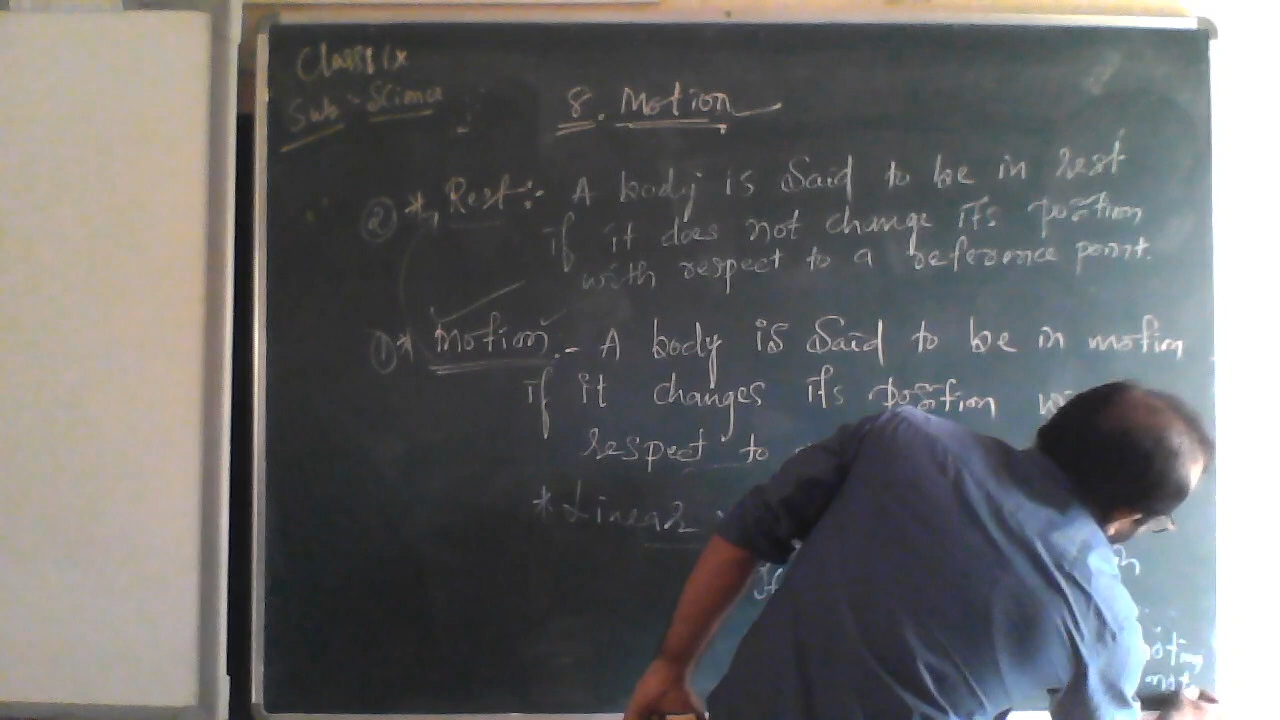 Class IX
Sub :- Science
8. Motion
② * Rest :- A body is said to be in rest
if it does not change its position
with respect to a reference point.
① * Motion :- A body is said to be in motion
if it changes its position
respect to
* Linear